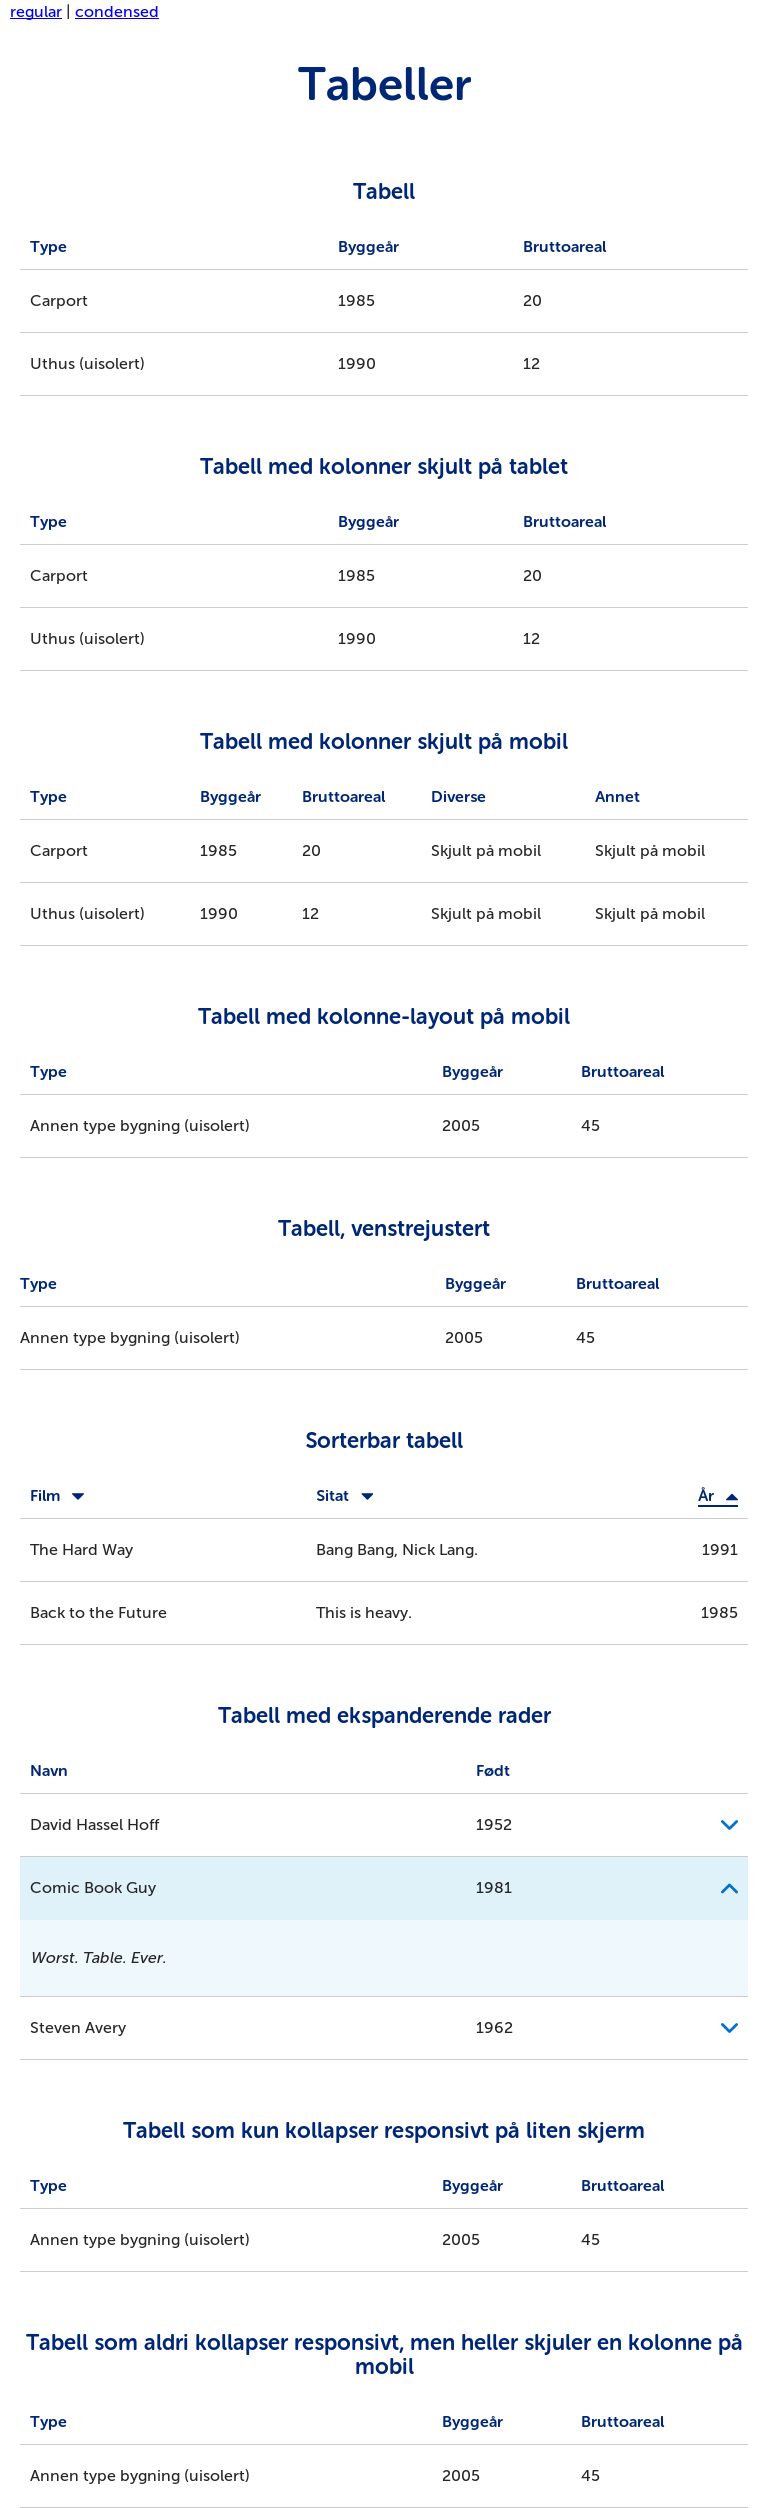 regular | condensed
Tabeller
Tabell
Type Byggeår Bruttoareal
Carport 1985 20
Uthus (uisolert) 1990 12
Tabell med kolonner skjult på tablet
Type Byggeår Bruttoareal
Carport 1985 20
Uthus (uisolert) 1990 12
Tabell med kolonner skjult på mobil
Type Byggeår Bruttoareal Diverse Annet
Carport 1985 20 Skjult på mobil Skjult på mobil
Uthus (uisolert) 1990 12 Skjult på mobil Skjult på mobil
Tabell med kolonne-layout på mobil
Type Byggeår Bruttoareal
Annen type bygning (uisolert) 2005 45
Tabell, venstrejustert
Type Byggeår Bruttoareal
Annen type bygning (uisolert) 2005 45
Sorterbar tabell
Film Sitat År
The Hard Way Bang Bang, Nick Lang. 1991
Back to the Future This is heavy. 1985
Tabell med ekspanderende rader
Navn Født
David Hassel Hoff 1952
Comic Book Guy 1981
Worst. Table. Ever.
Steven Avery 1962
Tabell som kun kollapser responsivt på liten skjerm
Type Byggeår Bruttoareal
Annen type bygning (uisolert) 2005 45
Tabell som aldri kollapser responsivt, men heller skjuler en kolonne på
mobil
Type Byggeår Bruttoareal
Annen type bygning (uisolert) 2005 45